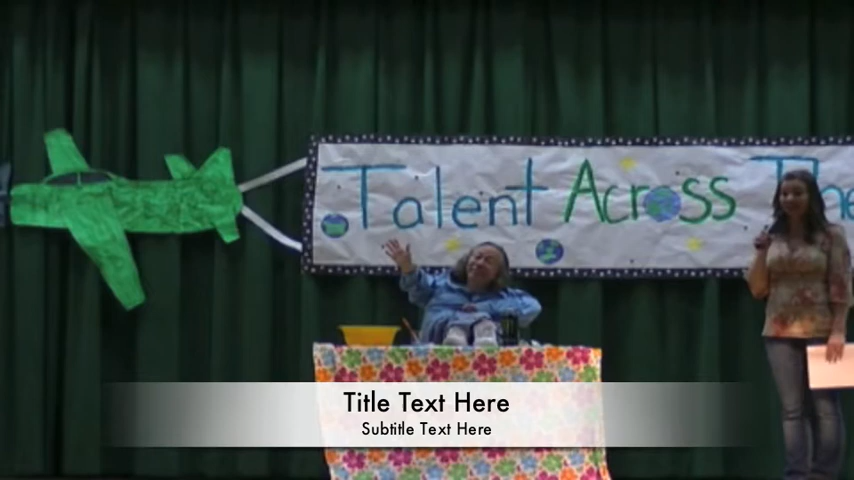 Talent Across The
Title Text Here
Subtitle Text Here